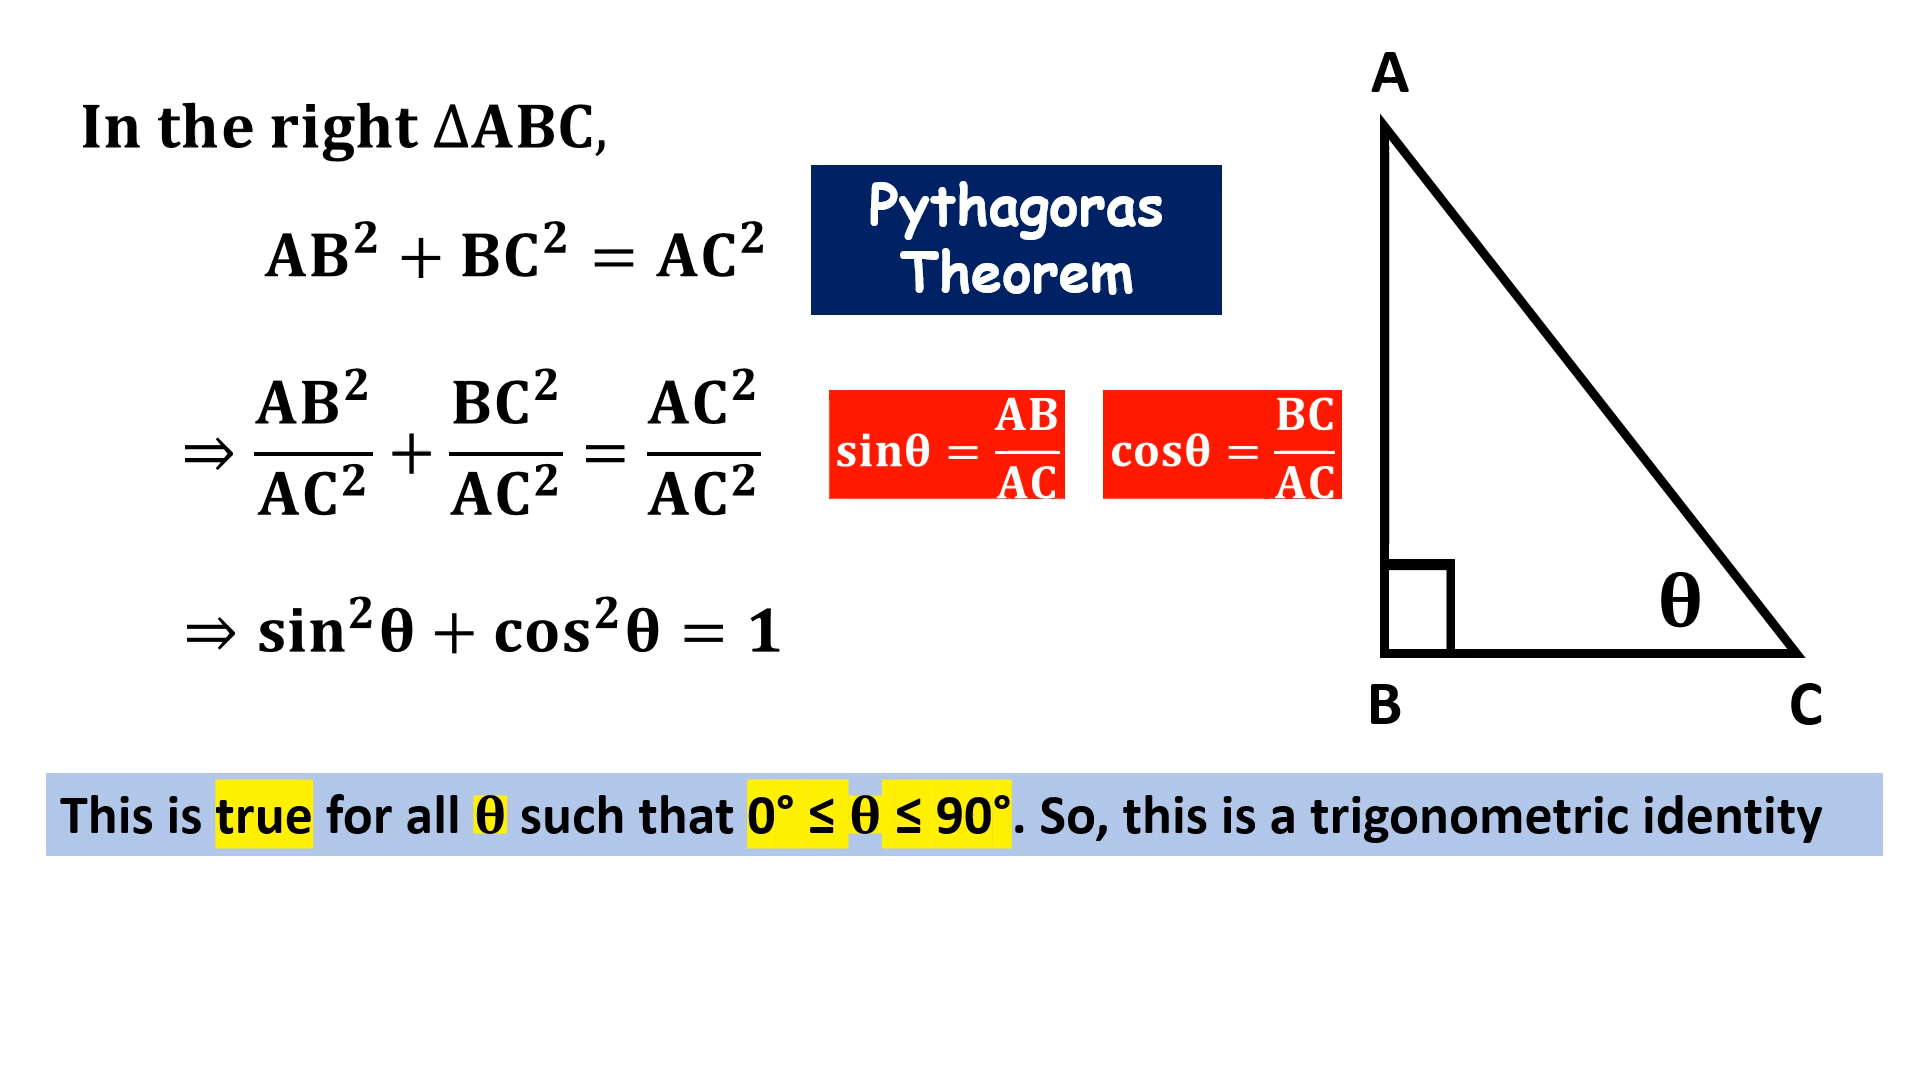 In the right ΔABC,
AB² + BC² = AC²
Pythagoras
Theorem
⇒ AB²/AC² + BC²/AC² = AC²/AC²
sinθ = AB/AC
cosθ = BC/AC
⇒ sin²θ + cos²θ = 1
A
θ
B
C
This is true for all θ such that 0° ≤ θ ≤ 90°. So, this is a trigonometric identity